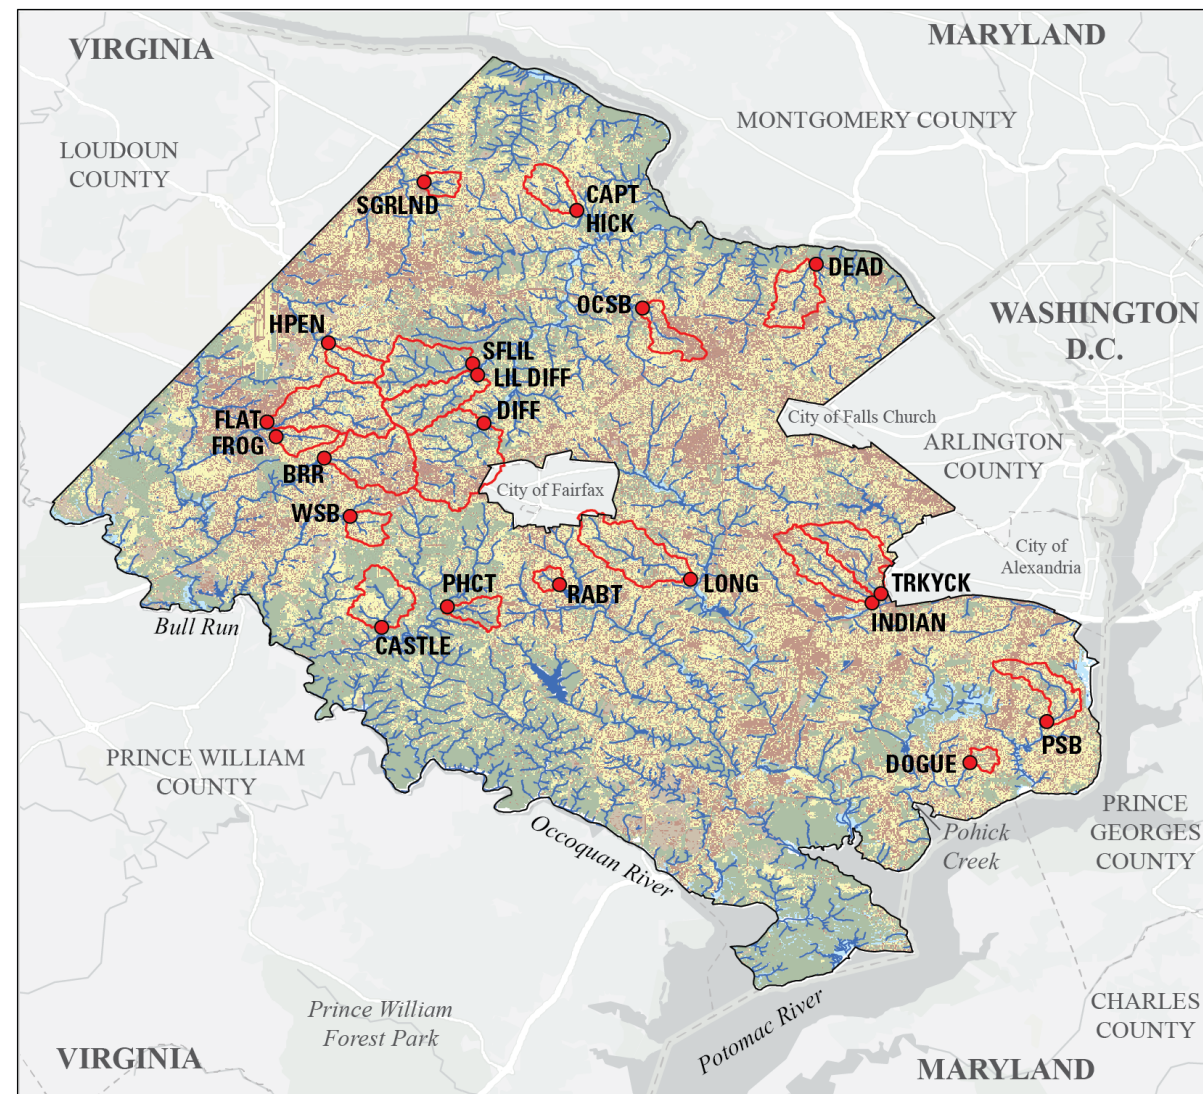 VIRGINIA
MARYLAND
MONTGOMERY COUNTY
LOUDOUN
COUNTY
SGRLND
CAPT
HICK
DEAD
OCSB
WASHINGTON
D.C.
HPEN
SFLIL
LIL DIFF
DIFF
FLAT
FROG
City of Falls Church
ARLINGTON
COUNTY
BRR
City of Fairfax
WSB
City of
Alexandria
PHCT
RABT
LONG
TRKYCK
INDIAN
Bull Run
CASTLE
PSB
DOGUE
PRINCE WILLIAM
COUNTY
PRINCE
GEORGES
COUNTY
Pohick
Creek
Occoquan River
Prince William
Forest Park
Potomac River
CHARLES
COUNTY
VIRGINIA
MARYLAND